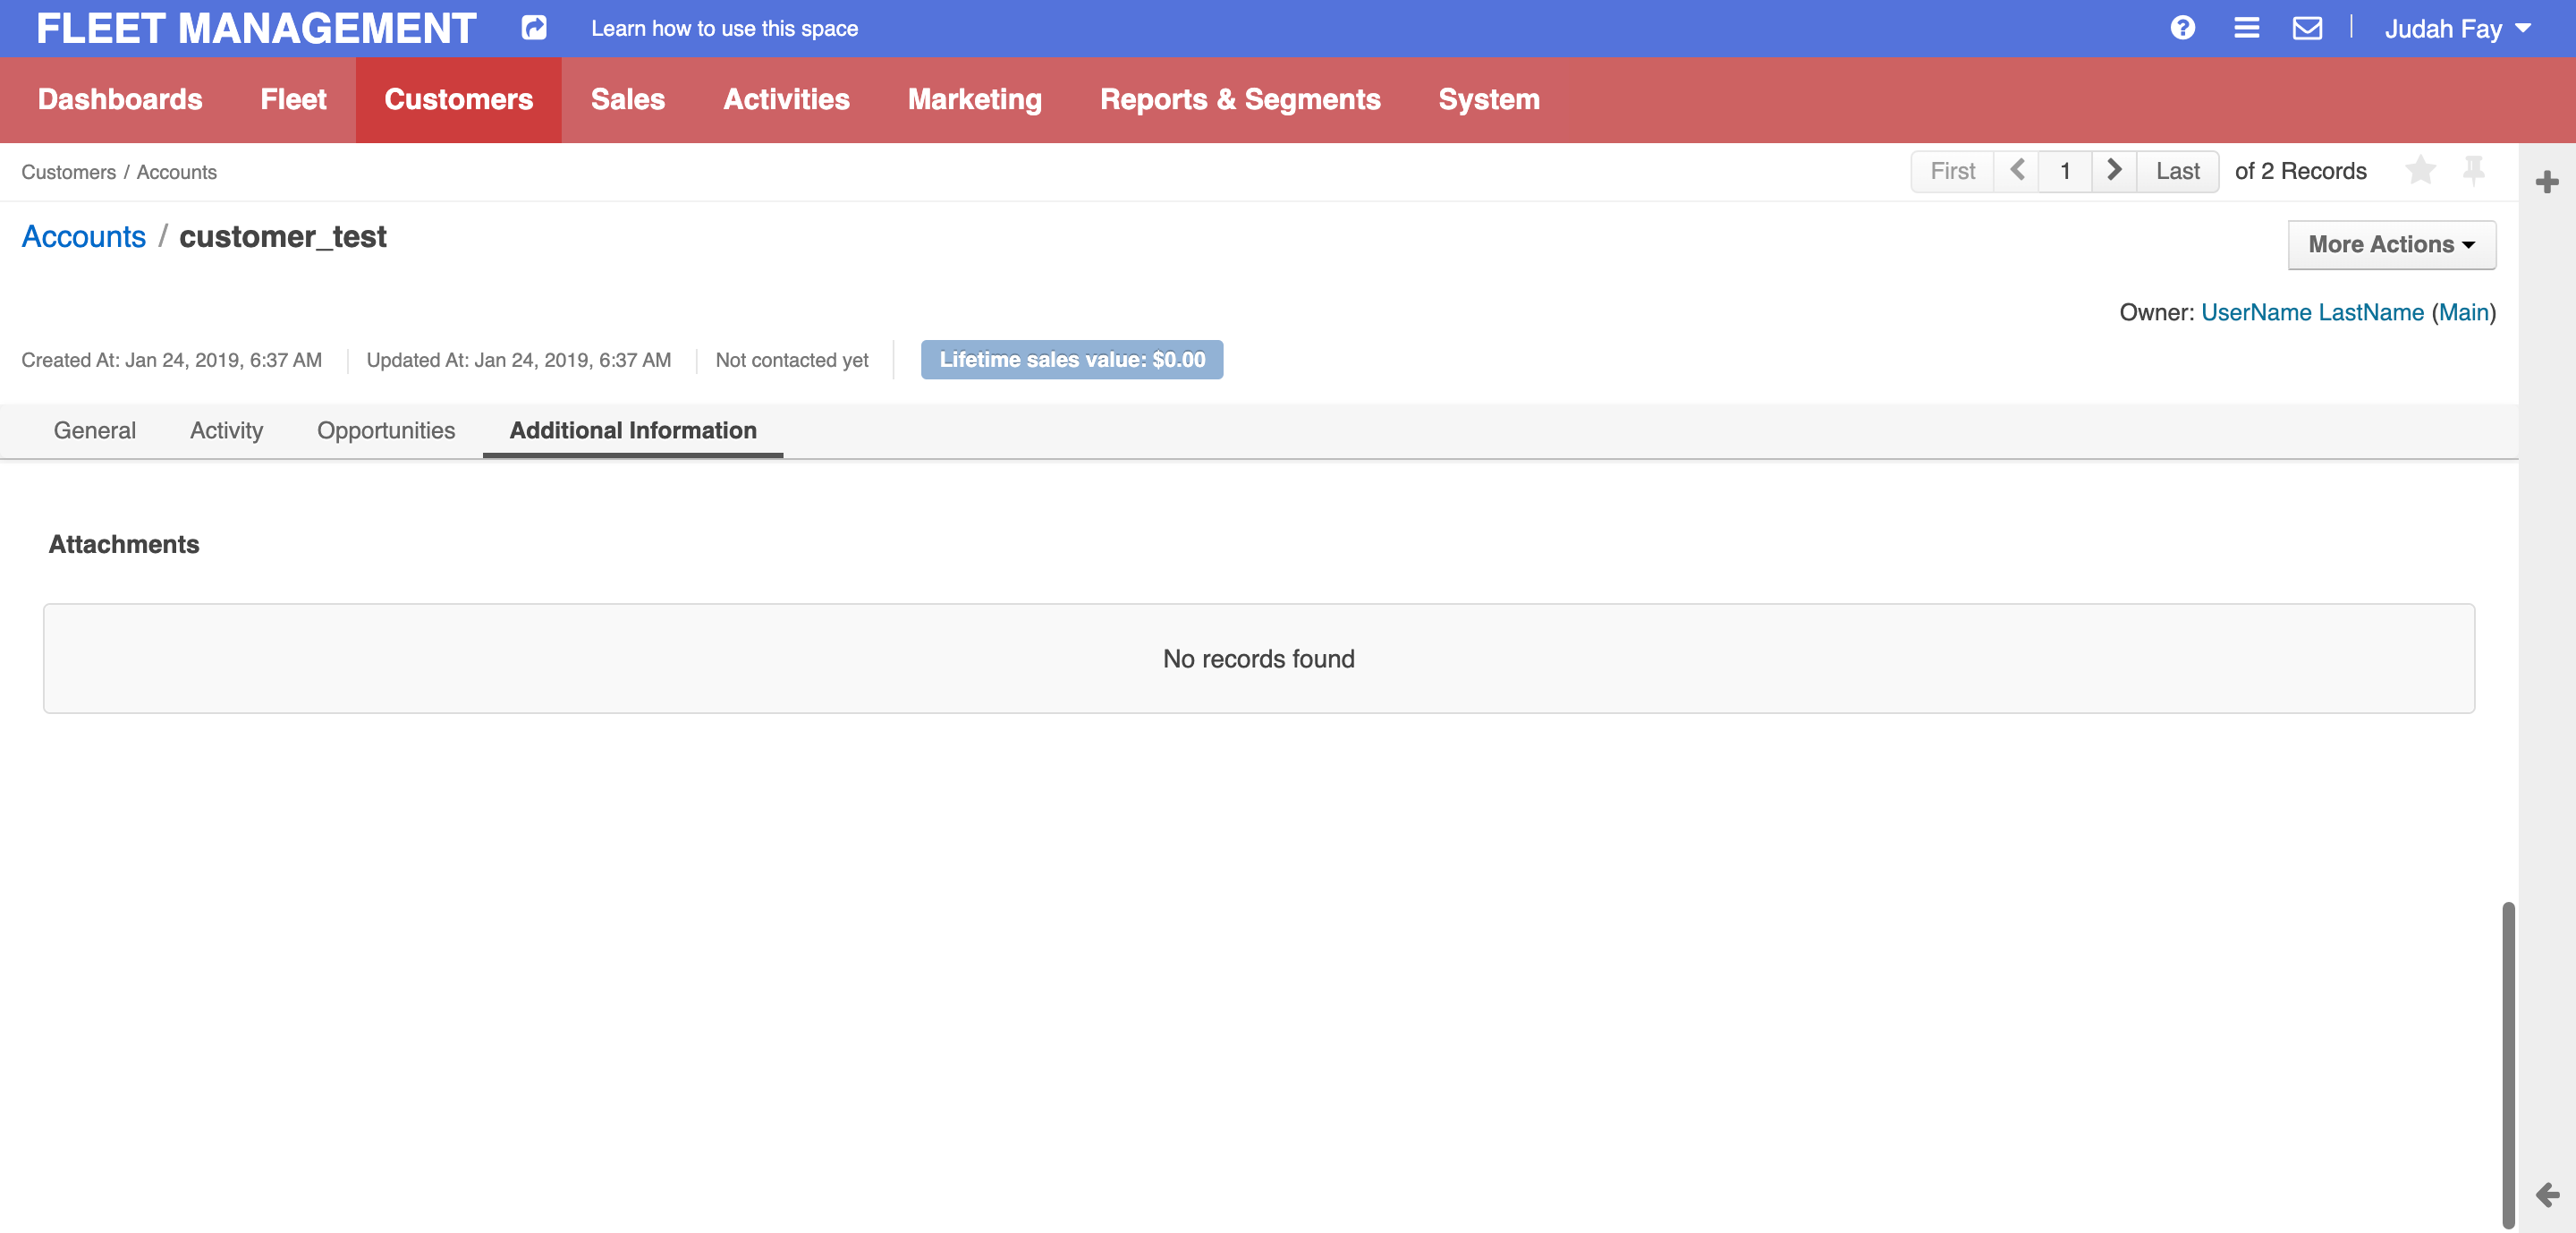 FLEET MANAGEMENT Learn how to use this space Judah Fay
Dashboards Fleet Customers Sales Activities Marketing Reports & Segments System
Customers / Accounts First 1 Last of 2 Records
Accounts / customer_test More Actions
Owner: UserName LastName (Main)
Created At: Jan 24, 2019, 6:37 AM Updated At: Jan 24, 2019, 6:37 AM Not contacted yet Lifetime sales value: $0.00
General Activity Opportunities Additional Information
Attachments
No records found